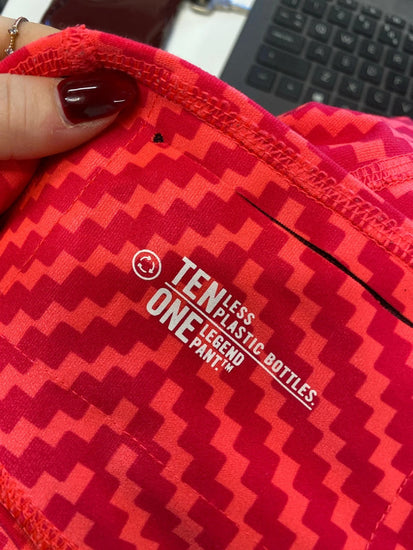 TEN LESS
PLASTIC BOTTLES.
ONE LEGEND
PANT.™